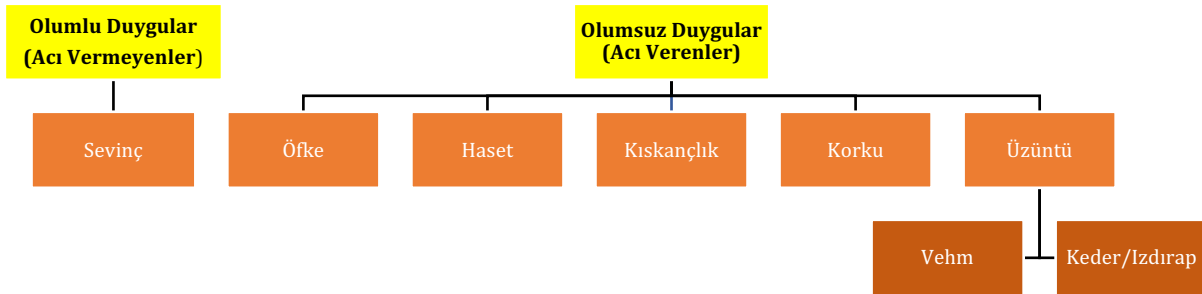 Olumlu Duygular
(Acı Vermeyenler)
Olumsuz Duygular
(Acı Verenler)
Sevinç
Öfke
Haset
Kıskançlık
Korku
Üzüntü
Vehm
Keder/Izdırap